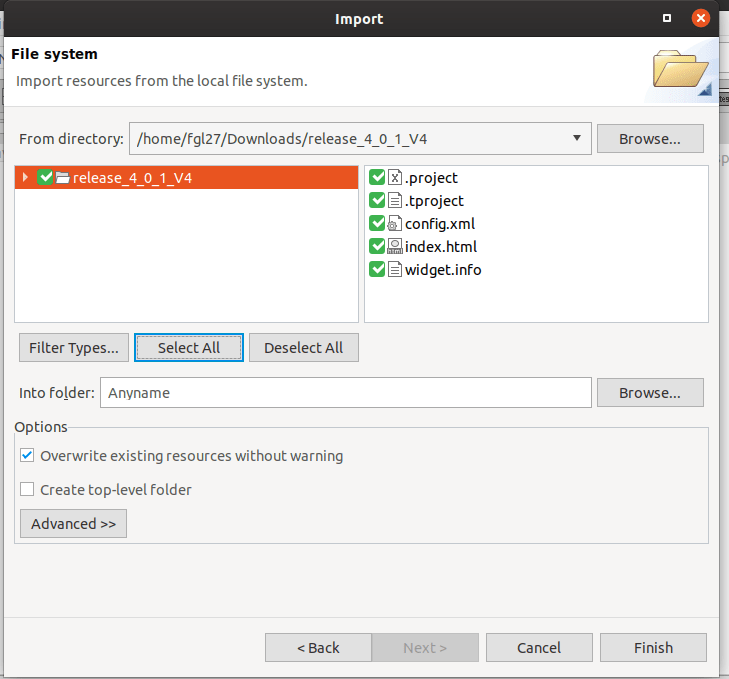 Import
File system
Import resources from the local file system.
From directory: /home/fgl27/Downloads/release_4_0_1_V4 Browse...
release_4_0_1_V4
.project
.tproject
config.xml
index.html
widget.info
Filter Types... Select All Deselect All
Into folder: Anyname Browse...
Options
Overwrite existing resources without warning
Create top-level folder
Advanced >>
< Back Next > Cancel Finish